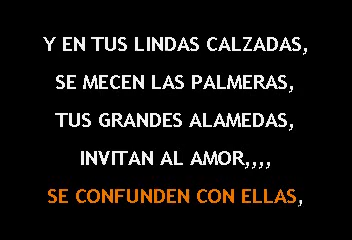 Y EN TUS LINDAS CALZADAS,
SE MECEN LAS PALMERAS,
TUS GRANDES ALAMEDAS,
INVITAN AL AMOR,,,,
SE CONFUNDEN CON ELLAS,